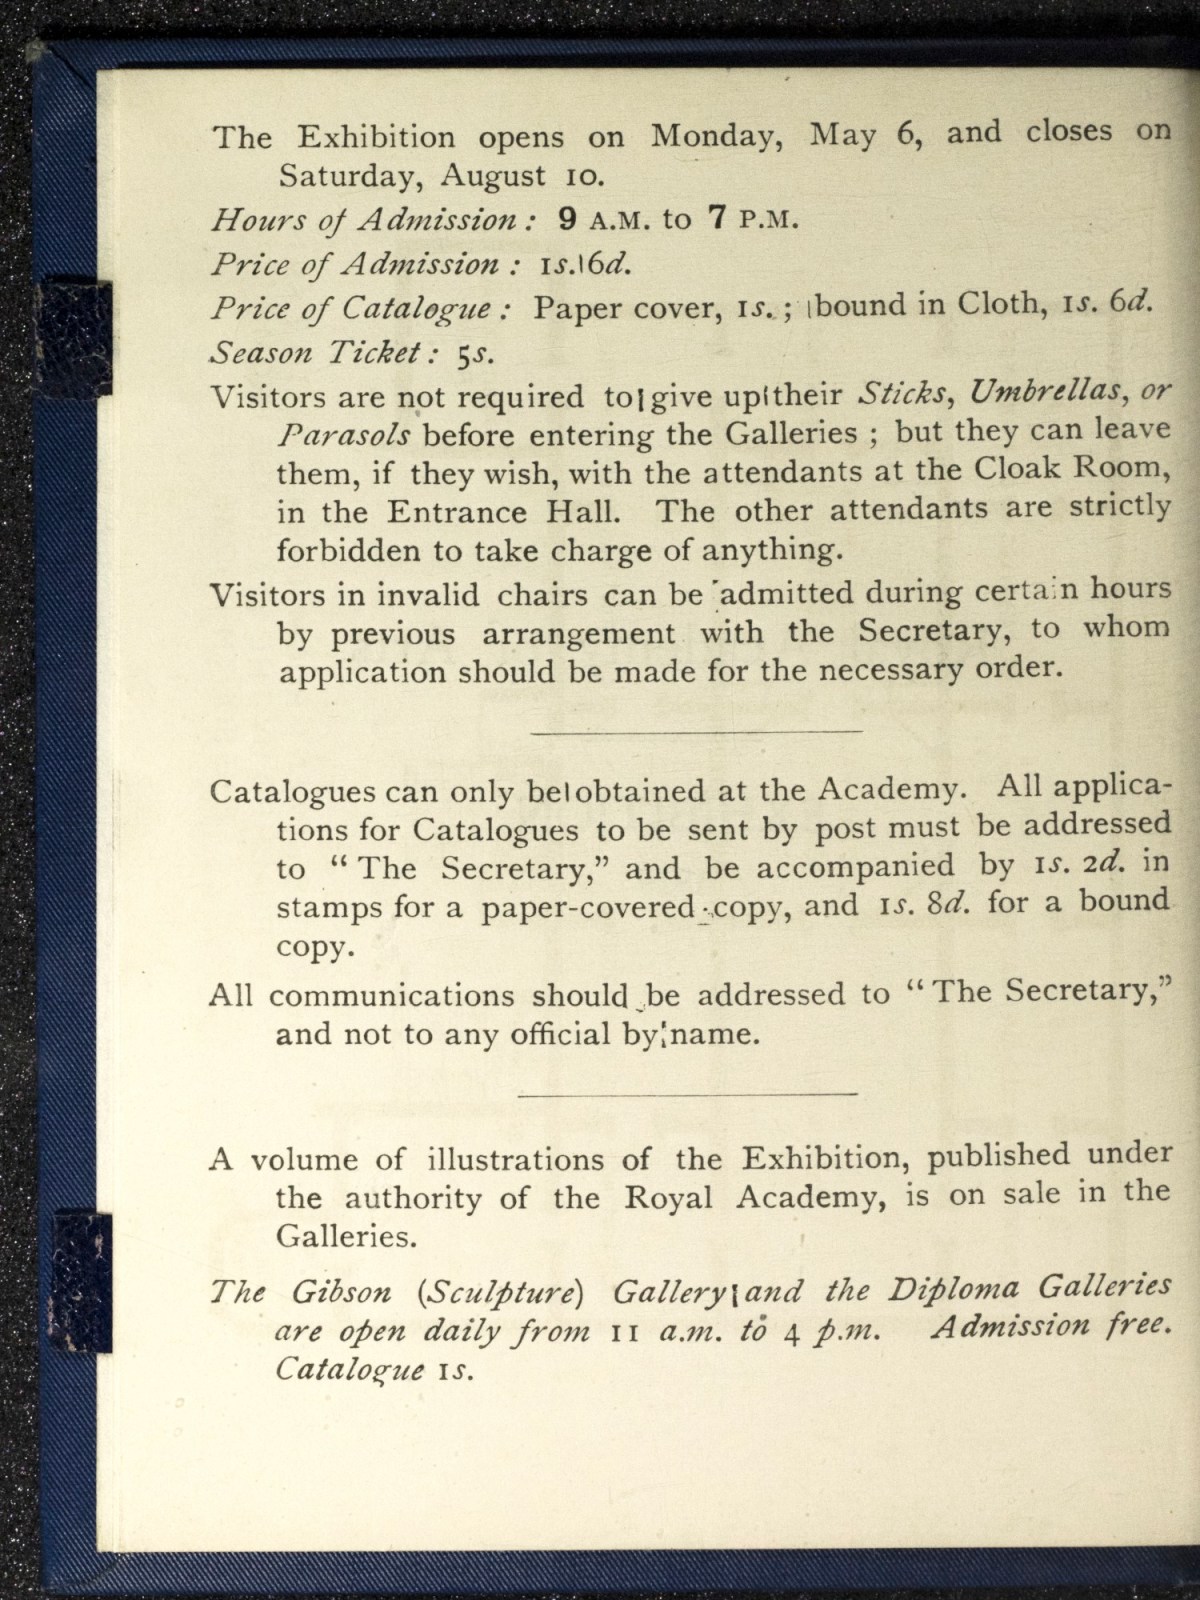 The Exhibition opens on Monday, May 6, and closes on
Saturday, August 10.
Hours of Admission: 9 A.M. to 7 P.M.
Price of Admission: 1s. 6d.
Price of Catalogue: Paper cover, 1s.; bound in Cloth, 1s. 6d.
Season Ticket: 5s.
Visitors are not required to give up their Sticks, Umbrellas, or
Parasols before entering the Galleries; but they can leave
them, if they wish, with the attendants at the Cloak Room,
in the Entrance Hall. The other attendants are strictly
forbidden to take charge of anything.
Visitors in invalid chairs can be admitted during certain hours
by previous arrangement with the Secretary, to whom
application should be made for the necessary order.
Catalogues can only be obtained at the Academy. All applica-
tions for Catalogues to be sent by post must be addressed
to "The Secretary," and be accompanied by 1s. 2d. in
stamps for a paper-covered copy, and 1s. 8d. for a bound
copy.
All communications should be addressed to "The Secretary,"
and not to any official by name.
A volume of illustrations of the Exhibition, published under
the authority of the Royal Academy, is on sale in the
Galleries.
The Gibson (Sculpture) Gallery and the Diploma Galleries
are open daily from 11 a.m. to 4 p.m. Admission free.
Catalogue 1s.